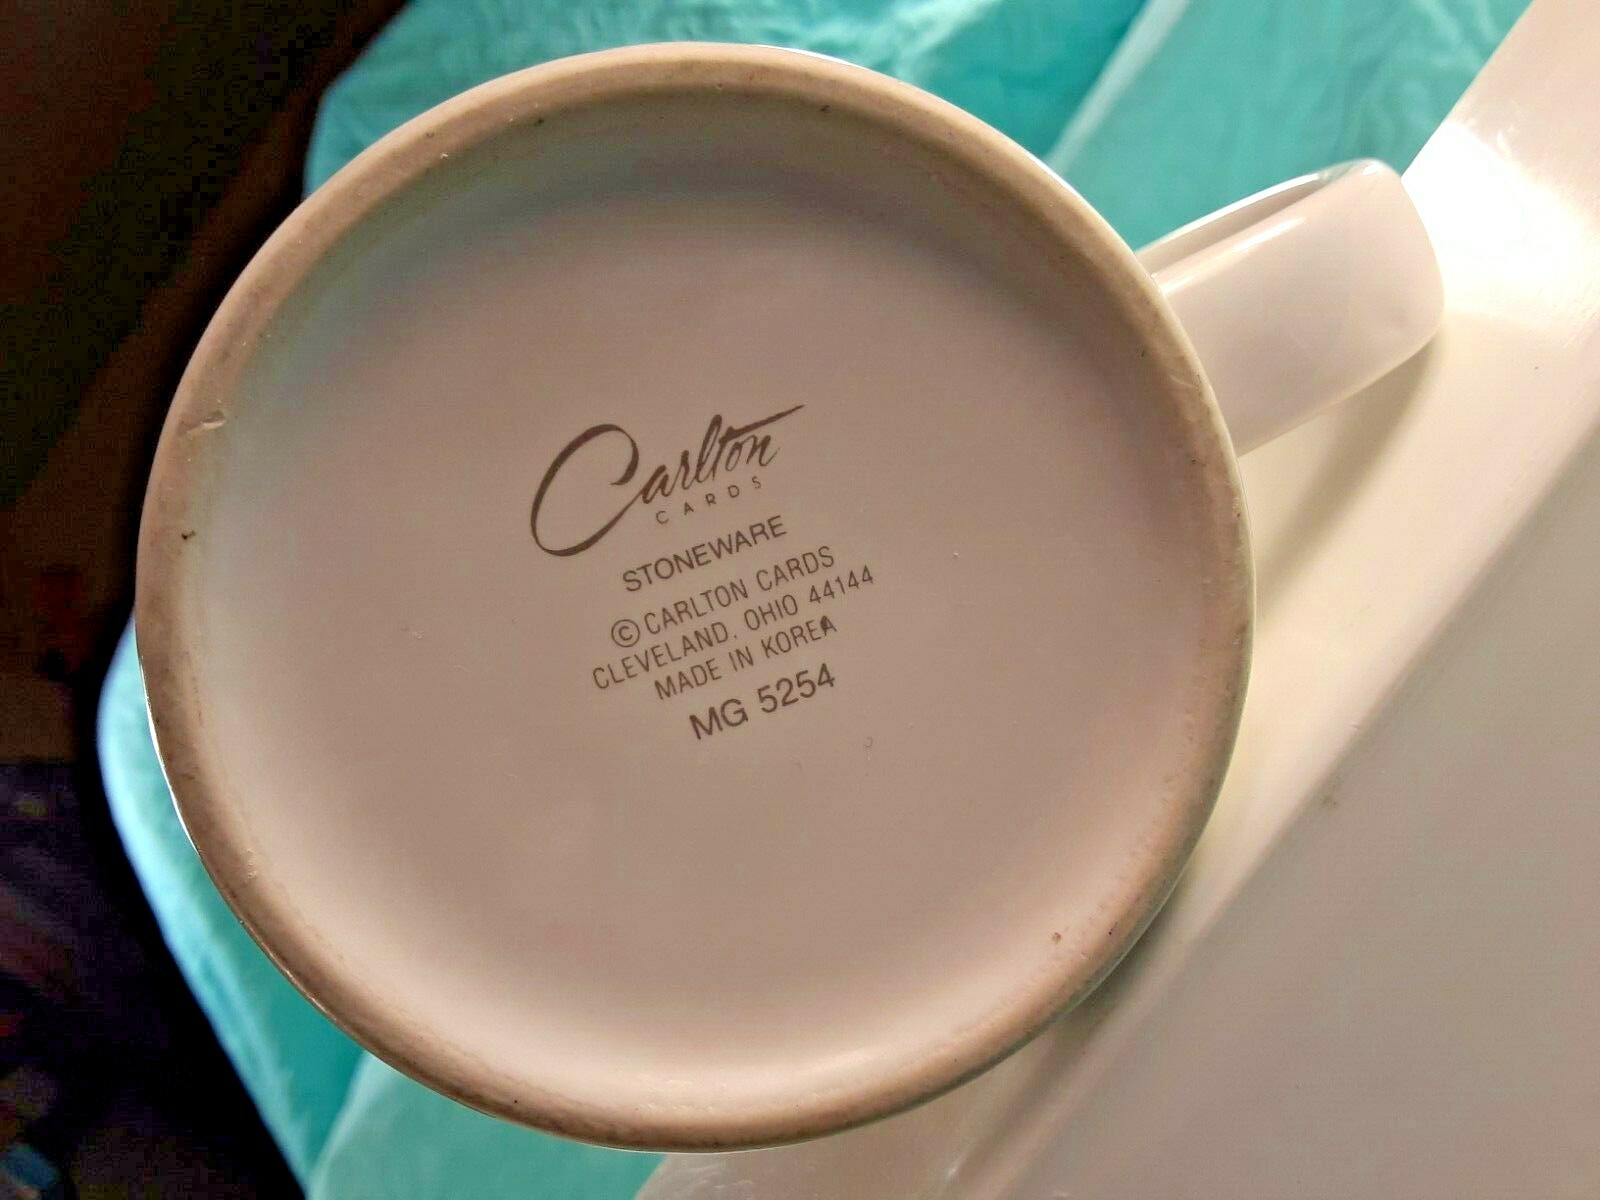 Carlton
CARDS
STONEWARE
© CARLTON CARDS
CLEVELAND, OHIO 44144
MADE IN KOREA
MG 5254